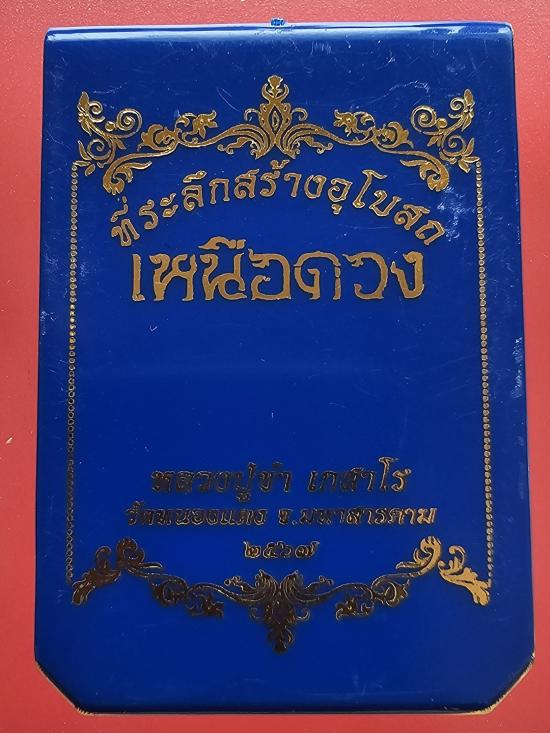 ที่ระลึกสร้างอุโบสถ
เหนือดวง
หลวงปู่ขำ เกสาโร
วัดหนองแดง จ.มหาสารคาม
๒๕๖๗